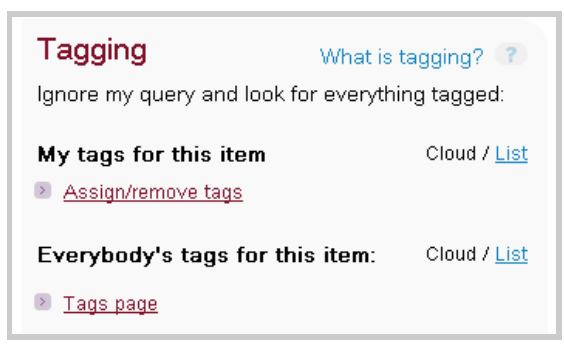 Tagging What is tagging? ?
Ignore my query and look for everything tagged:
My tags for this item Cloud / List
Assign/remove tags
Everybody's tags for this item: Cloud / List
Tags page